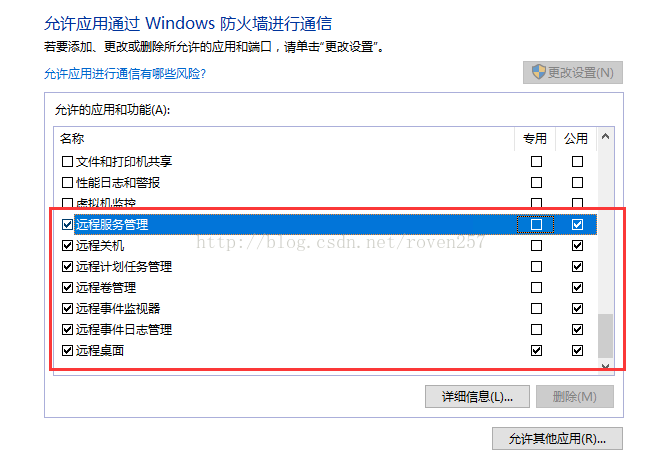 允许应用通过 Windows 防火墙进行通信
若要添加、更改或删除所允许的应用和端口，请单击“更改设置”。
允许应用进行通信有哪些风险?
更改设置(N)
允许的应用和功能(A):
名称 专用 公用
文件和打印机共享
性能日志和警报
虚拟机监控
远程服务管理
远程关机
http://blog.csdn.net/roven257
远程计划任务管理
远程卷管理
远程事件监视器
远程事件日志管理
远程桌面
详细信息(L)... 删除(M)
允许其他应用(R)...